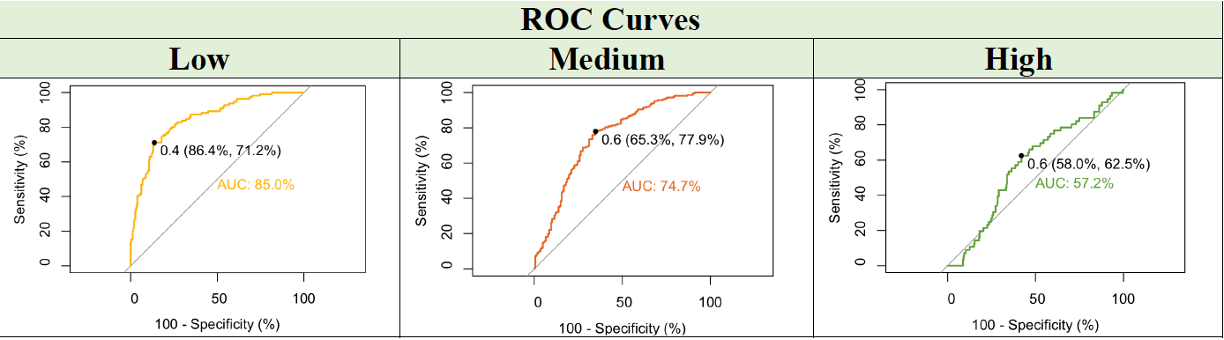 ROC Curves
Low
Medium
High
Sensitivity (%)
100
80
60
40
20
0
0.4 (86.4%, 71.2%)
AUC: 85.0%
0
50
100
100 - Specificity (%)
Sensitivity (%)
100
80
60
40
20
0
0.6 (65.3%, 77.9%)
AUC: 74.7%
0
50
100
100 - Specificity (%)
Sensitivity (%)
100
80
60
40
20
0
0.6 (58.0%, 62.5%)
AUC: 57.2%
0
50
100
100 - Specificity (%)